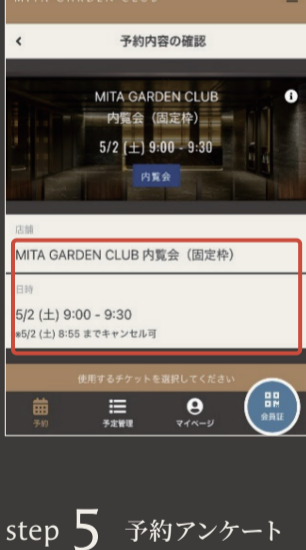 MITA GARDEN CLUB
予約内容の確認
MITA GARDEN CLUB
内覧会（固定枠）
5/2 (土) 9:00 - 9:30
内覧会
店舗
MITA GARDEN CLUB 内覧会（固定枠）
日時
5/2 (土) 9:00 - 9:30
※5/2 (土) 8:55 までキャンセル可
使用するチケットを選択してください
予約
予定管理
マイページ
会員証
step 5 予約アンケート